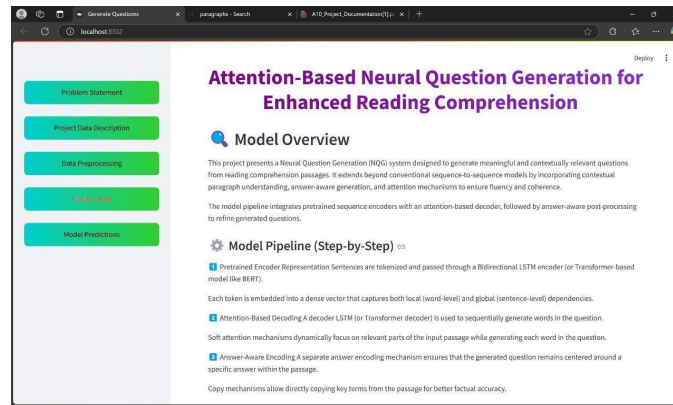 Generate Questions
paragraphs - Search
A10_Project_Documentation[1].p
localhost:8502
Deploy
Problem Statement
Project Data Description
Data Preprocessing
Model Predictions
Attention-Based Neural Question Generation for
Enhanced Reading Comprehension
Model Overview
This project presents a Neural Question Generation (NQG) system designed to generate meaningful and contextually relevant questions
from reading comprehension passages. It extends beyond conventional sequence-to-sequence models by incorporating contextual
paragraph understanding, answer-aware generation, and attention mechanisms to ensure fluency and coherence.
The model pipeline integrates pretrained sequence encoders with an attention-based decoder, followed by answer-aware post-processing
to refine generated questions.
Model Pipeline (Step-by-Step)
1 Pretrained Encoder Representation Sentences are tokenized and passed through a Bidirectional LSTM encoder (or Transformer-based
model like BERT).
Each token is embedded into a dense vector that captures both local (word-level) and global (sentence-level) dependencies.
2 Attention-Based Decoding A decoder LSTM (or Transformer decoder) is used to sequentially generate words in the question.
Soft attention mechanisms dynamically focus on relevant parts of the input passage while generating each word in the question.
3 Answer-Aware Encoding A separate answer encoding mechanism ensures that the generated question remains centered around a
specific answer within the passage.
Copy mechanisms allow directly copying key terms from the passage for better factual accuracy.